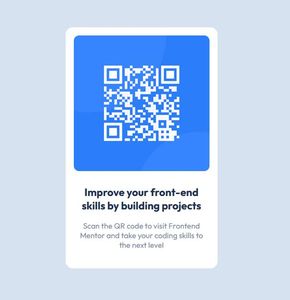 Improve your front-end
skills by building projects
Scan the QR code to visit Frontend
Mentor and take your coding skills to
the next level